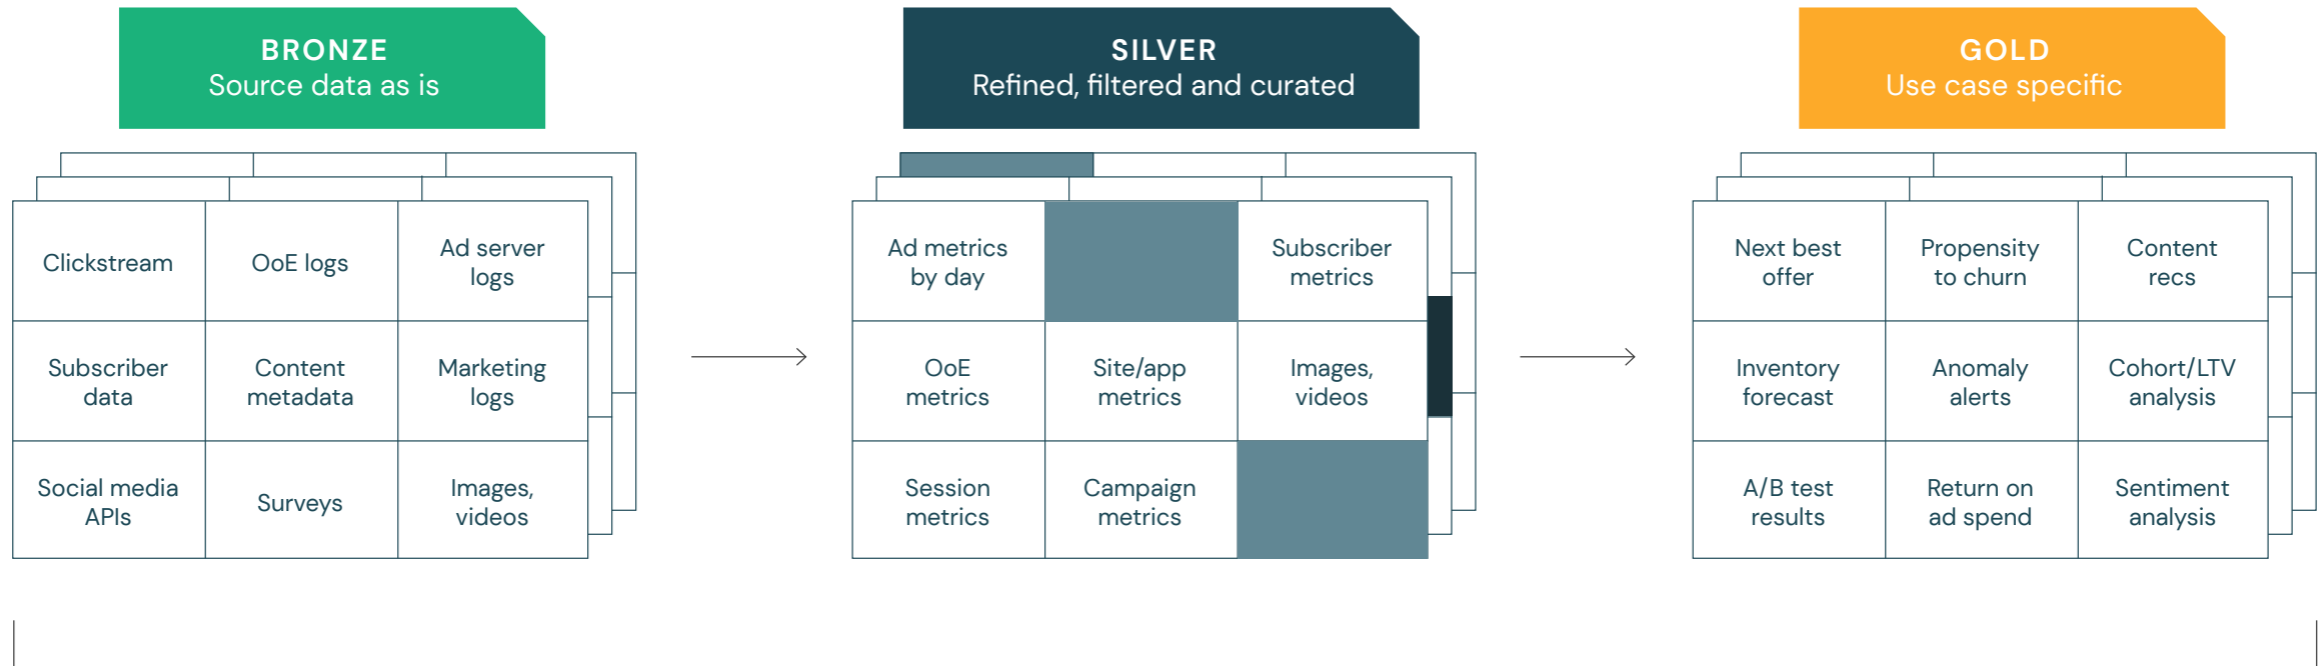 BRONZE
Source data as is
Clickstream
OoE logs
Ad server
logs
Subscriber
data
Content
metadata
Marketing
logs
Social media
APIs
Surveys
Images,
videos
SILVER
Refined, filtered and curated
Ad metrics
by day
Subscriber
metrics
OoE
metrics
Site/app
metrics
Images,
videos
Session
metrics
Campaign
metrics
GOLD
Use case specific
Next best
offer
Propensity
to churn
Content
recs
Inventory
forecast
Anomaly
alerts
Cohort/LTV
analysis
A/B test
results
Return on
ad spend
Sentiment
analysis